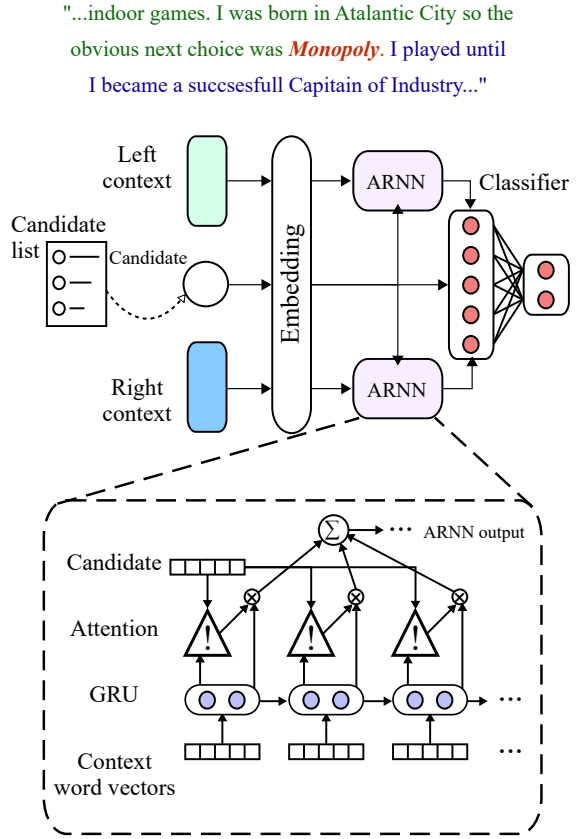 "...indoor games. I was born in Atalantic City so the
obvious next choice was Monopoly. I played until
I became a succsesfull Capitain of Industry..."
Left
context
ARNN
Classifier
Candidate
list
Candidate
Embedding
Right
context
ARNN
Σ
... ARNN output
Candidate
Attention
! ! !
GRU
...
Context
word vectors
...